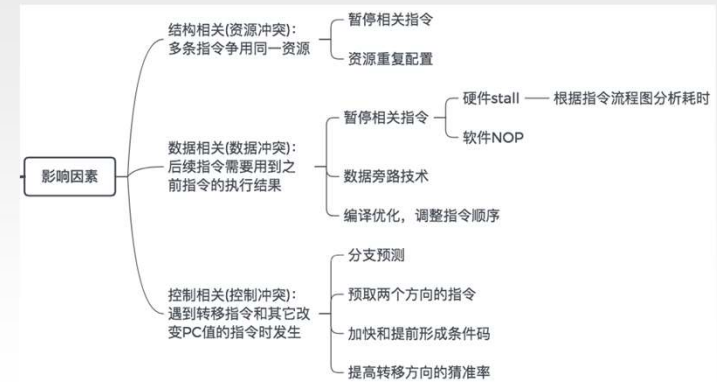 影响因素
结构相关(资源冲突)：
多条指令争用同一资源
暂停相关指令
资源重复配置
数据相关(数据冲突)：
后续指令需要用到之
前指令的执行结果
暂停相关指令
硬件stall
根据指令流程图分析耗时
软件NOP
数据旁路技术
编译优化，调整指令顺序
控制相关(控制冲突)：
遇到转移指令和其它改
变PC值的指令时发生
分支预测
预取两个方向的指令
加快和提前形成条件码
提高转移方向的猜准率